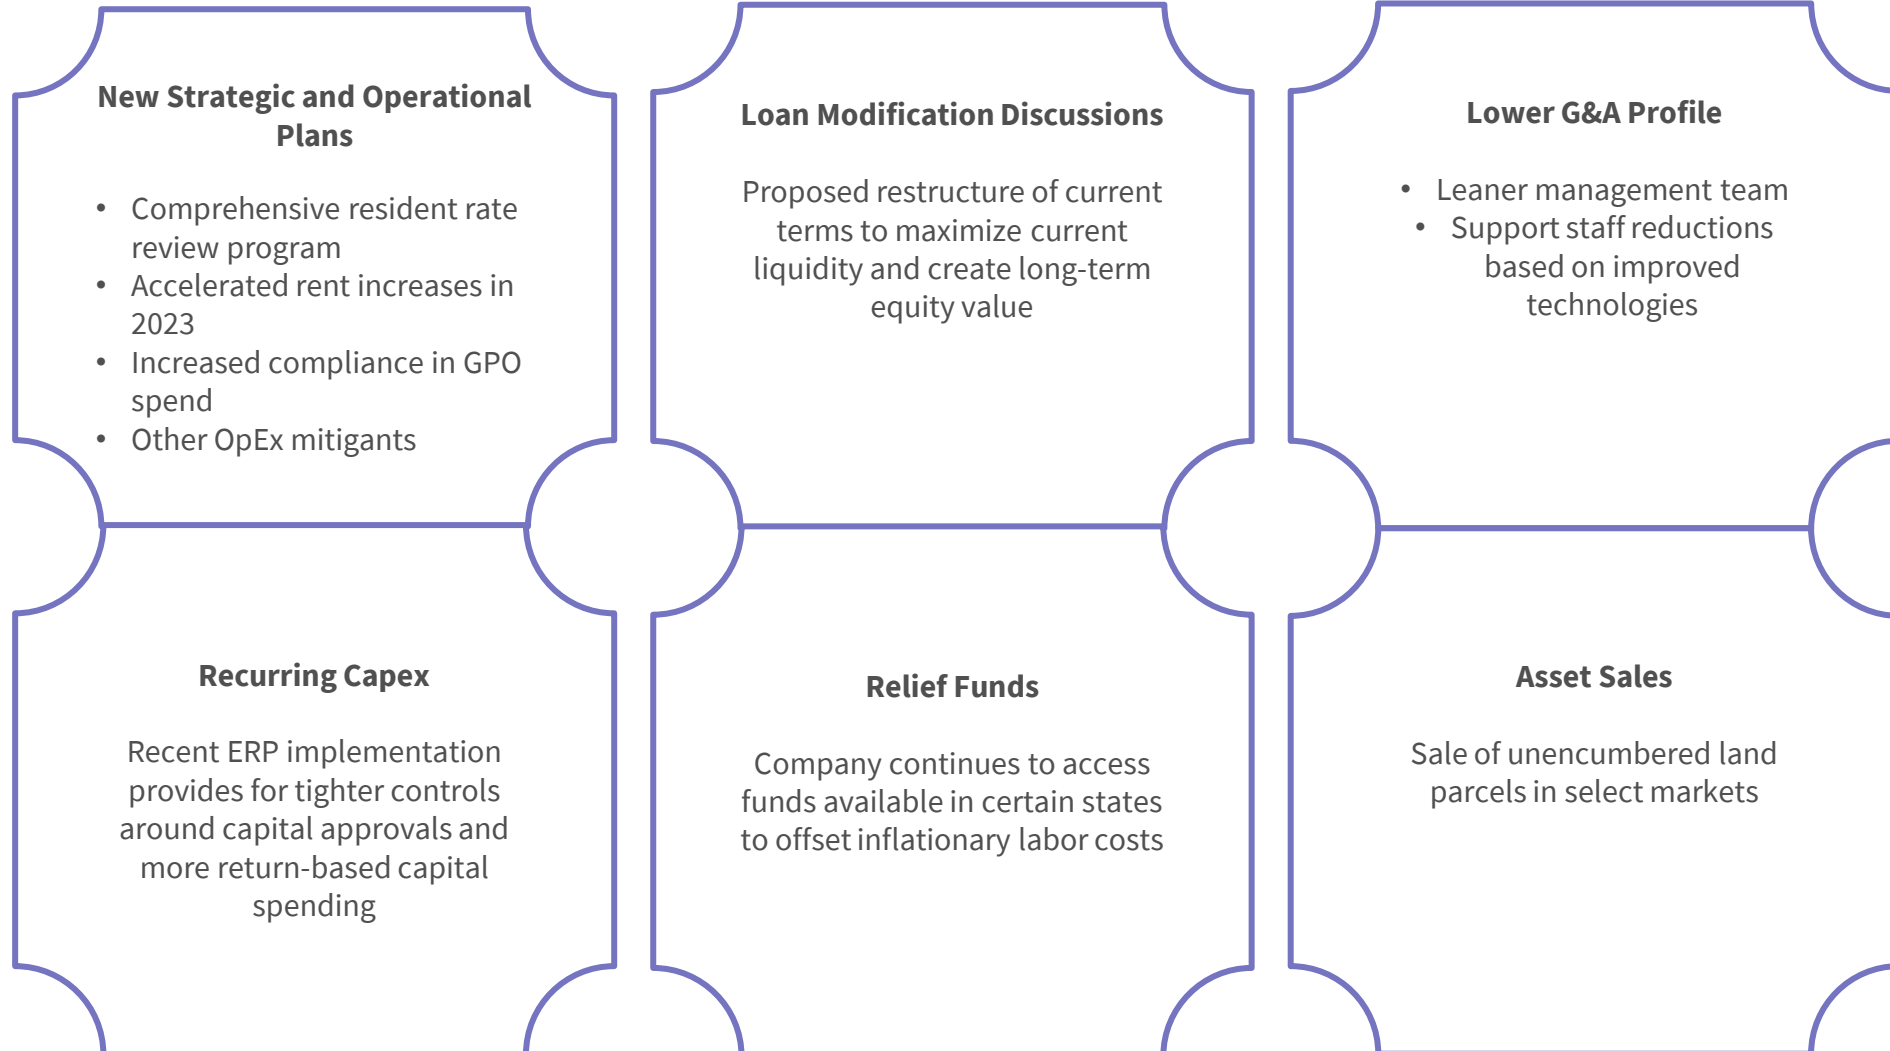 New Strategic and Operational
Plans
• Comprehensive resident rate
review program
• Accelerated rent increases in
2023
• Increased compliance in GPO
spend
• Other OpEx mitigants
Loan Modification Discussions
Proposed restructure of current
terms to maximize current
liquidity and create long-term
equity value
Lower G&A Profile
• Leaner management team
• Support staff reductions
based on improved
technologies
Recurring Capex
Recent ERP implementation
provides for tighter controls
around capital approvals and
more return-based capital
spending
Relief Funds
Company continues to access
funds available in certain states
to offset inflationary labor costs
Asset Sales
Sale of unencumbered land
parcels in select markets